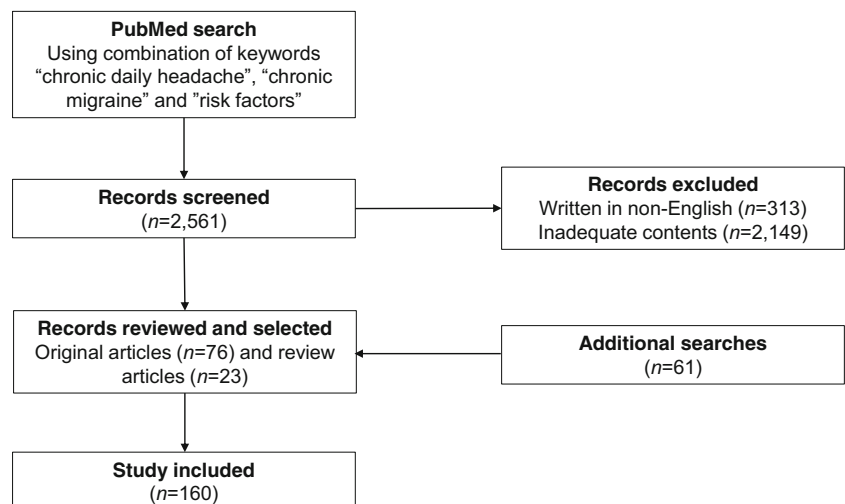 PubMed search
Using combination of keywords
“chronic daily headache”, “chronic
migraine” and ”risk factors”
Records screened
(n=2,561)
Records excluded
Written in non-English (n=313)
Inadequate contents (n=2,149)
Records reviewed and selected
Original articles (n=76) and review
articles (n=23)
Additional searches
(n=61)
Study included
(n=160)